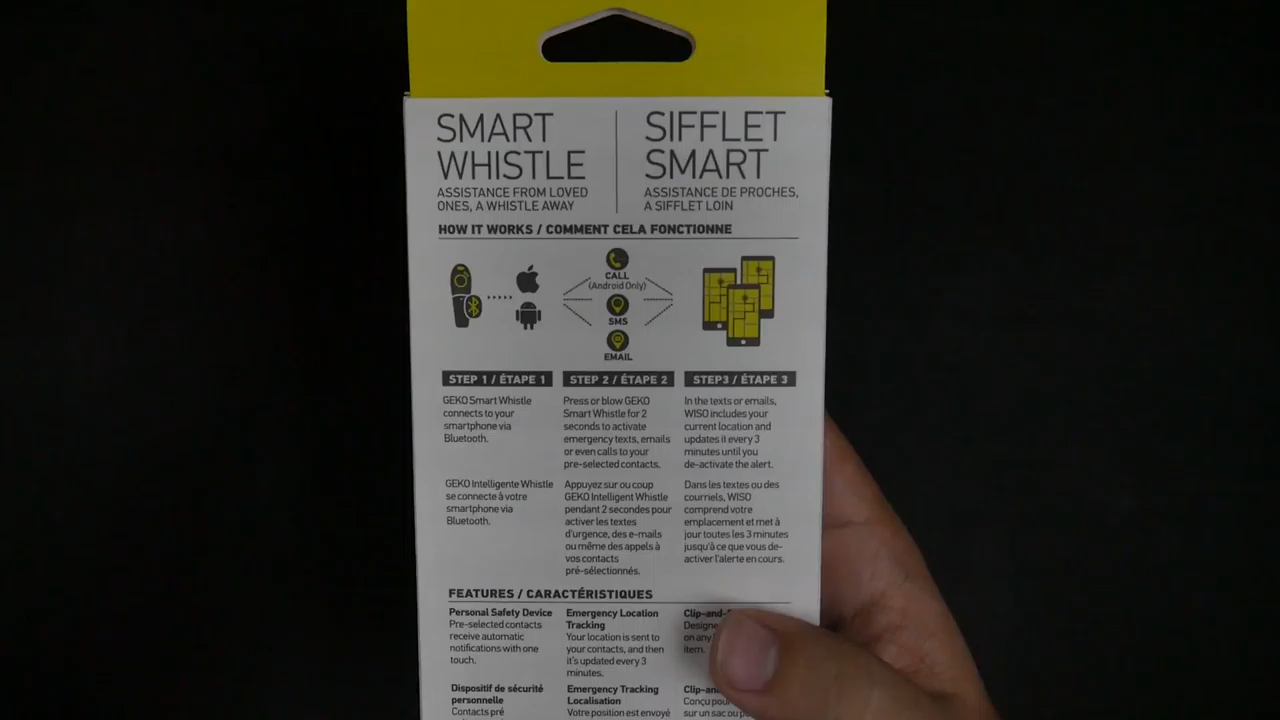 SMART
WHISTLE
ASSISTANCE FROM LOVED
ONES, A WHISTLE AWAY
SIFFLET
SMART
ASSISTANCE DE PROCHES,
A SIFFLET LOIN
HOW IT WORKS / COMMENT CELA FONCTIONNE
CALL
(Android Only)
SMS
EMAIL
STEP 1 / ÉTAPE 1
GEKO Smart Whistle
connects to your
smartphone via
Bluetooth.
GEKO Intelligente Whistle
se connecte à votre
smartphone via
Bluetooth.
STEP 2 / ÉTAPE 2
Press or blow GEKO
Smart Whistle for 2
seconds to activate
emergency texts, emails
or even calls to your
pre-selected contacts.
Appuyez sur ou coup
GEKO Intelligent Whistle
pendant 2 secondes pour
activer les textes
d'urgence, des e-mails
ou même des appels à
vos contacts
pré-sélectionnés.
STEP3 / ÉTAPE 3
In the texts or emails,
WISO includes your
current location and
updates it every 3
minutes until you
de-activate the alert.
Dans les textes ou des
courriels, WISO
comprend votre
emplacement et met à
jour toutes les 3 minutes
jusqu'à ce que vous de-
activer l'alerte en cours.
FEATURES / CARACTÉRISTIQUES
Personal Safety Device
Pre-selected contacts
receive automatic
notifications with one
touch.
Dispositif de sécurité
personnelle
Contacts pré
Emergency Location
Tracking
Your location is sent to
your contacts, and then
it's updated every 3
minutes.
Emergency Tracking
Localisation
Votre position est envoyé
Clip-and-
Designe
on any
item.
Clip-an
Conçu pou
sur un sac ou